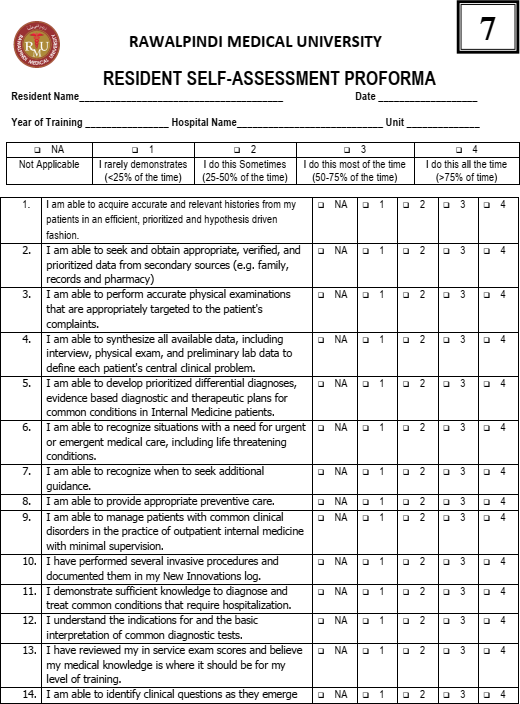 7
RAWALPINDI MEDICAL UNIVERSITY
RESIDENT SELF-ASSESSMENT PROFORMA
Resident Name______________________________________ Date ___________________
Year of Training ________________ Hospital Name____________________________ Unit ______________
❑ NA ❑ 1 ❑ 2 ❑ 3 ❑ 4
Not Applicable I rarely demonstrates I do this Sometimes I do this most of the time I do this all the time
(<25% of the time) (25-50% of the time) (50-75% of the time) (>75% of time)
1. I am able to acquire accurate and relevant histories from my ❑ NA ❑ 1 ❑ 2 ❑ 3 ❑ 4
patients in an efficient, prioritized and hypothesis driven
fashion.
2. I am able to seek and obtain appropriate, verified, and ❑ NA ❑ 1 ❑ 2 ❑ 3 ❑ 4
prioritized data from secondary sources (e.g. family,
records and pharmacy)
3. I am able to perform accurate physical examinations ❑ NA ❑ 1 ❑ 2 ❑ 3 ❑ 4
that are appropriately targeted to the patient's
complaints.
4. I am able to synthesize all available data, including ❑ NA ❑ 1 ❑ 2 ❑ 3 ❑ 4
interview, physical exam, and preliminary lab data to
define each patient's central clinical problem.
5. I am able to develop prioritized differential diagnoses, ❑ NA ❑ 1 ❑ 2 ❑ 3 ❑ 4
evidence based diagnostic and therapeutic plans for
common conditions in Internal Medicine patients.
6. I am able to recognize situations with a need for urgent ❑ NA ❑ 1 ❑ 2 ❑ 3 ❑ 4
or emergent medical care, including life threatening
conditions.
7. I am able to recognize when to seek additional ❑ NA ❑ 1 ❑ 2 ❑ 3 ❑ 4
guidance.
8. I am able to provide appropriate preventive care. ❑ NA ❑ 1 ❑ 2 ❑ 3 ❑ 4
9. I am able to manage patients with common clinical ❑ NA ❑ 1 ❑ 2 ❑ 3 ❑ 4
disorders in the practice of outpatient internal medicine
with minimal supervision.
10. I have performed several invasive procedures and ❑ NA ❑ 1 ❑ 2 ❑ 3 ❑ 4
documented them in my New Innovations log.
11. I demonstrate sufficient knowledge to diagnose and ❑ NA ❑ 1 ❑ 2 ❑ 3 ❑ 4
treat common conditions that require hospitalization.
12. I understand the indications for and the basic ❑ NA ❑ 1 ❑ 2 ❑ 3 ❑ 4
interpretation of common diagnostic tests.
13. I have reviewed my in service exam scores and believe ❑ NA ❑ 1 ❑ 2 ❑ 3 ❑ 4
my medical knowledge is where it should be for my
level of training.
14. I am able to identify clinical questions as they emerge ❑ NA ❑ 1 ❑ 2 ❑ 3 ❑ 4
RMU
RAWALPINDI MEDICAL UNIVERSITY